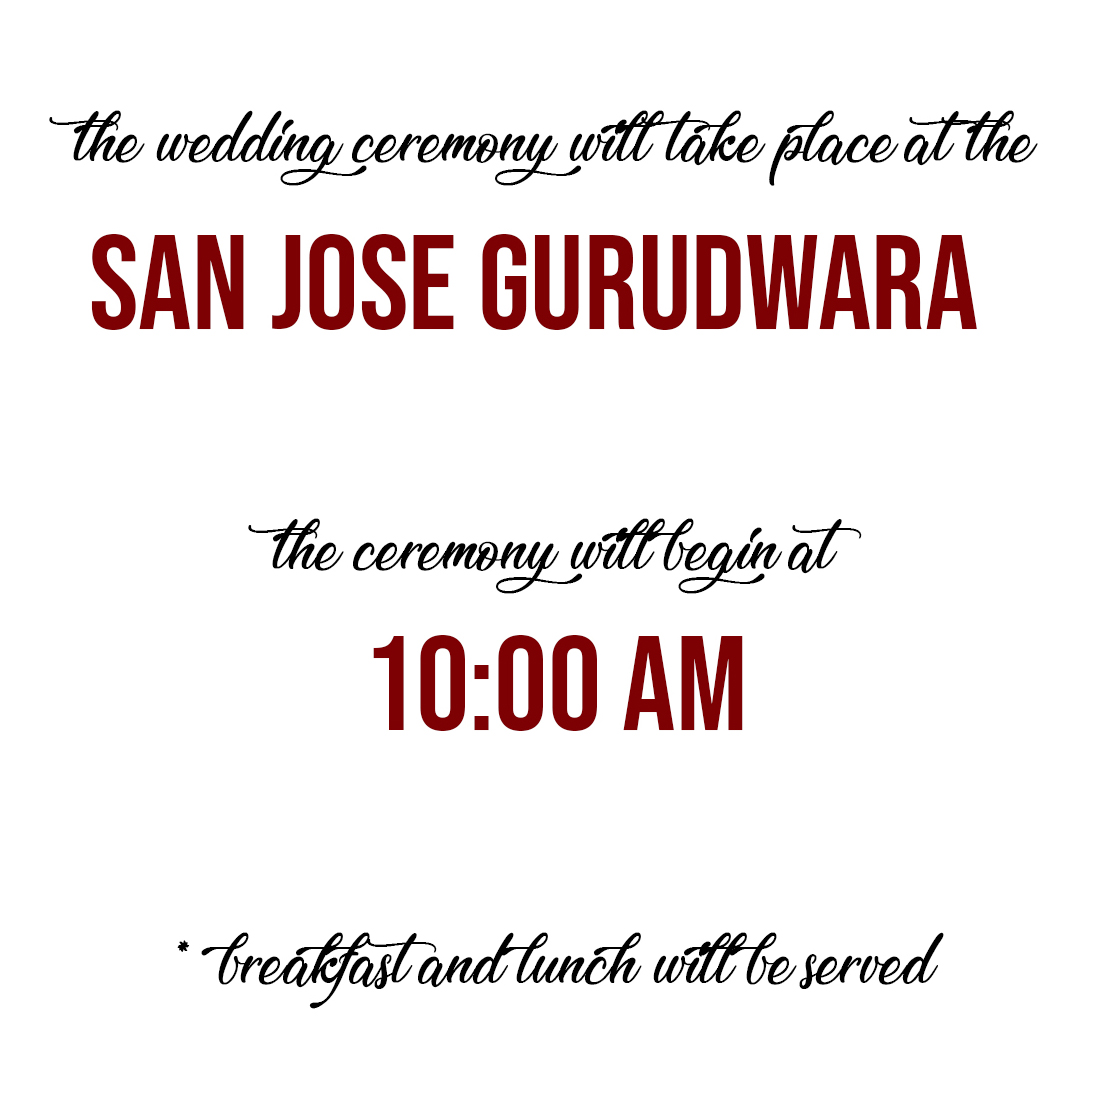 the wedding ceremony will take place at the
SAN JOSE GURUDWARA
the ceremony will begin at
10:00 AM
* breakfast and lunch will be served